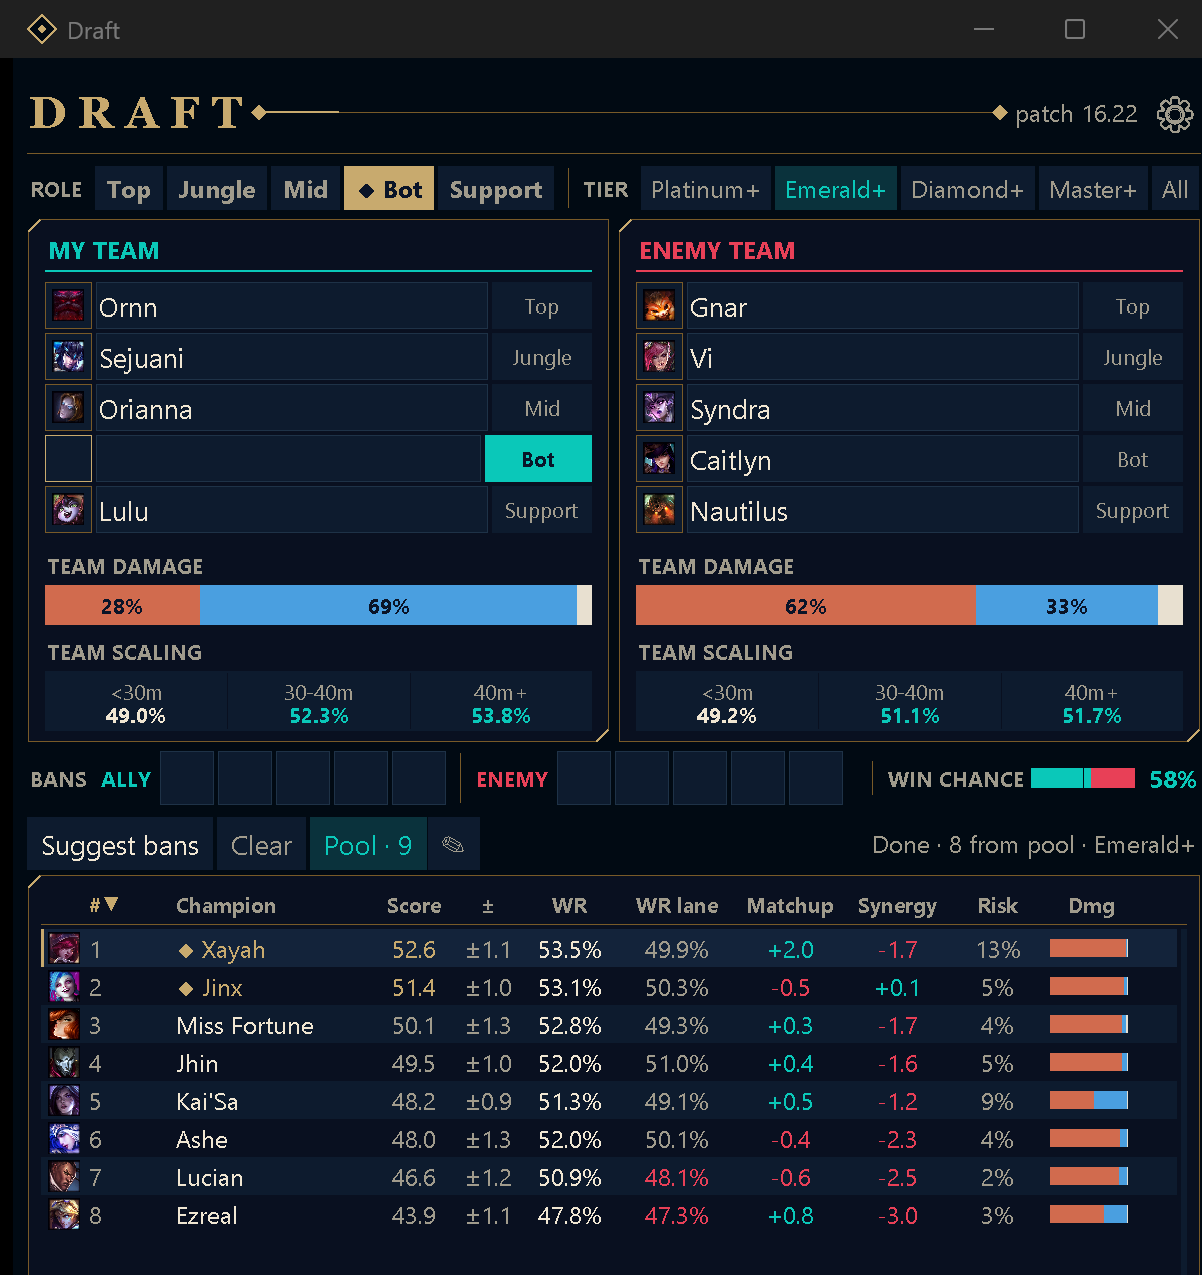 Draft
DRAFT patch 16.22
ROLE Top Jungle Mid ◆ Bot Support TIER Platinum+ Emerald+ Diamond+ Master+ All
MY TEAM
Ornn Top
Sejuani Jungle
Orianna Mid
Bot
Lulu Support
TEAM DAMAGE
28% 69%
TEAM SCALING
<30m 30-40m 40m+
49.0% 52.3% 53.8%
ENEMY TEAM
Gnar Top
Vi Jungle
Syndra Mid
Caitlyn Bot
Nautilus Support
TEAM DAMAGE
62% 33%
TEAM SCALING
<30m 30-40m 40m+
49.2% 51.1% 51.7%
BANS ALLY ENEMY WIN CHANCE 58%
Suggest bans Clear Pool · 9 ✎ Done · 8 from pool · Emerald+
#▼ Champion Score ± WR WR lane Matchup Synergy Risk Dmg
1 ◆ Xayah 52.6 ±1.1 53.5% 49.9% +2.0 -1.7 13%
2 ◆ Jinx 51.4 ±1.0 53.1% 50.3% -0.5 +0.1 5%
3 Miss Fortune 50.1 ±1.3 52.8% 49.3% +0.3 -1.7 4%
4 Jhin 49.5 ±1.0 52.0% 51.0% +0.4 -1.6 5%
5 Kai'Sa 48.2 ±0.9 51.3% 49.1% +0.5 -1.2 9%
6 Ashe 48.0 ±1.3 52.0% 50.1% -0.4 -2.3 4%
7 Lucian 46.6 ±1.2 50.9% 48.1% -0.6 -2.5 2%
8 Ezreal 43.9 ±1.1 47.8% 47.3% +0.8 -3.0 3%